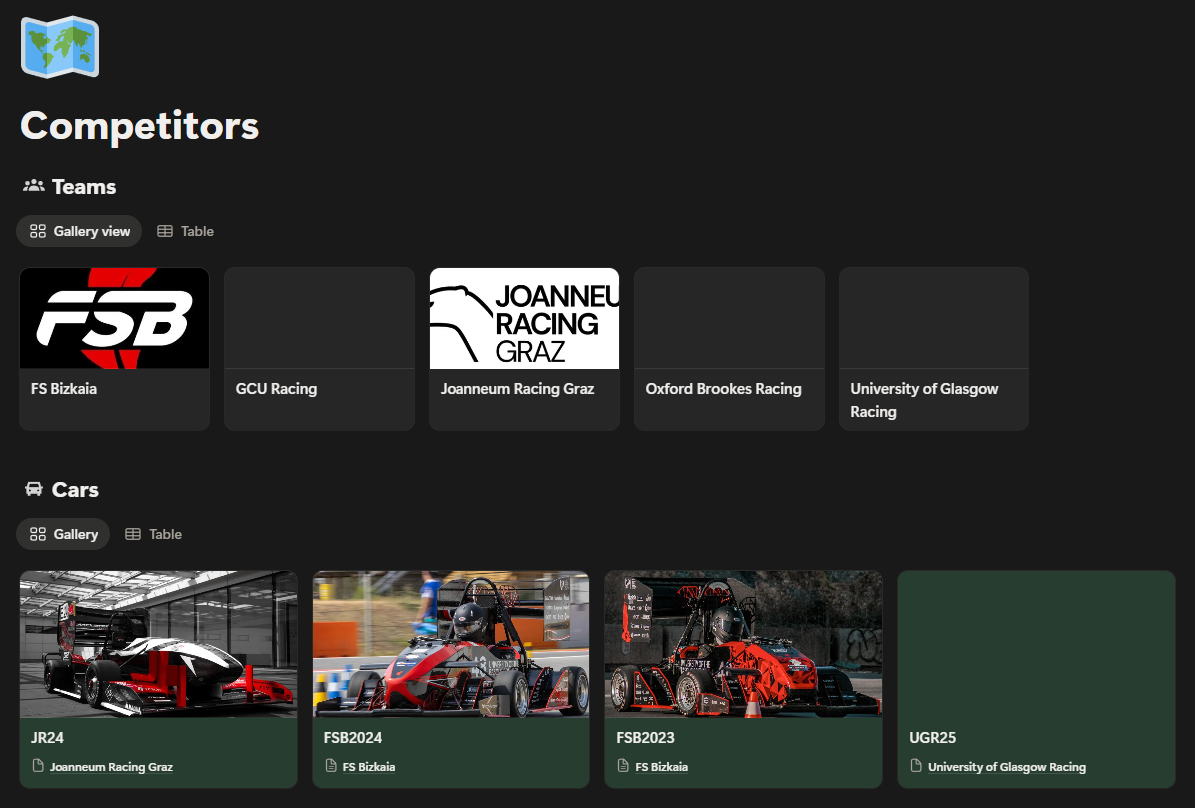 Competitors
Teams
Gallery view
Table
FSB
JOANNEU
RACING
GRAZ
FS Bizkaia
GCU Racing
Joanneum Racing Graz
Oxford Brookes Racing
University of Glasgow
Racing
Cars
Gallery
Table
JR24
FSB2024
FSB2023
UGR25
Joanneum Racing Graz
FS Bizkaia
FS Bizkaia
University of Glasgow Racing